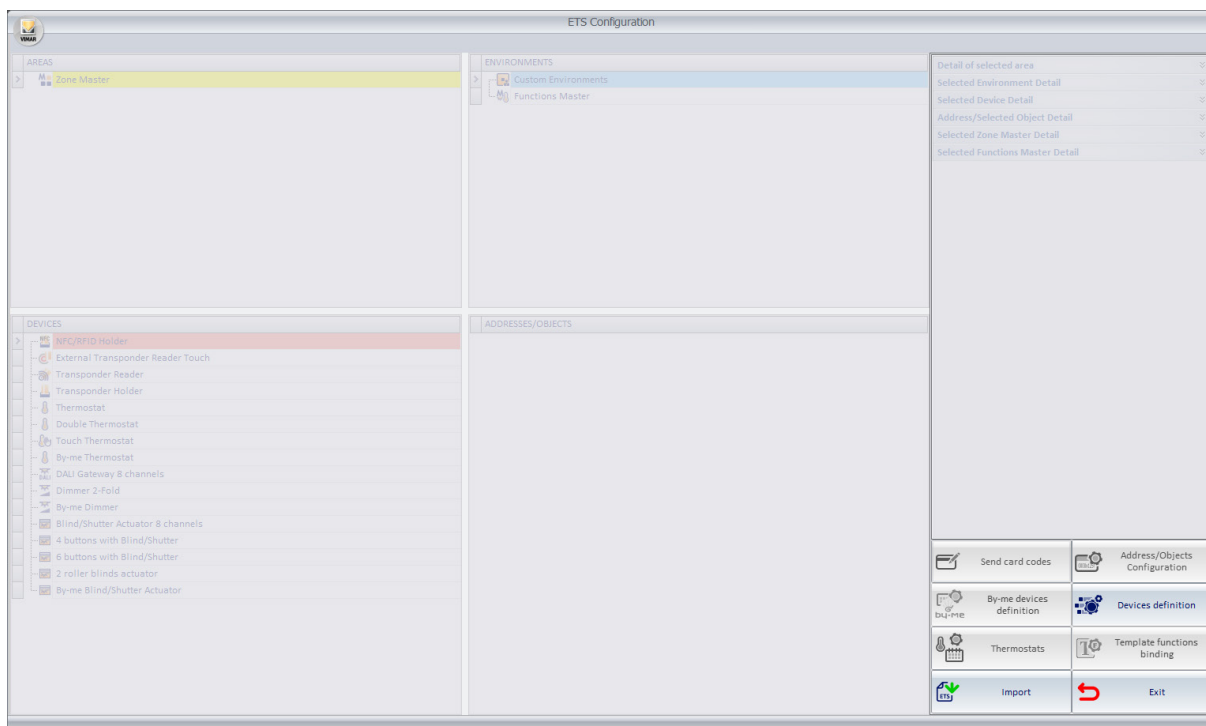 ETS Configuration
VIMAR
AREAS
Zone Master
ENVIRONMENTS
Custom Environments
Functions Master
Detail of selected area
Selected Environment Detail
Selected Device Detail
Address/Selected Object Detail
Selected Zone Master Detail
Selected Functions Master Detail
DEVICES
NFC/RFID Holder
External Transponder Reader Touch
Transponder Reader
Transponder Holder
Thermostat
Double Thermostat
Touch Thermostat
By-me Thermostat
DALI Gateway 8 channels
Dimmer 2-Fold
By-me Dimmer
Blind/Shutter Actuator 8 channels
4 buttons with Blind/Shutter
6 buttons with Blind/Shutter
2 roller blinds actuator
By-me Blind/Shutter Actuator
ADDRESSES/OBJECTS
Send card codes
Address/Objects
Configuration
by-me
By-me devices
definition
Devices definition
Thermostats
Template functions
binding
ETS
Import
Exit